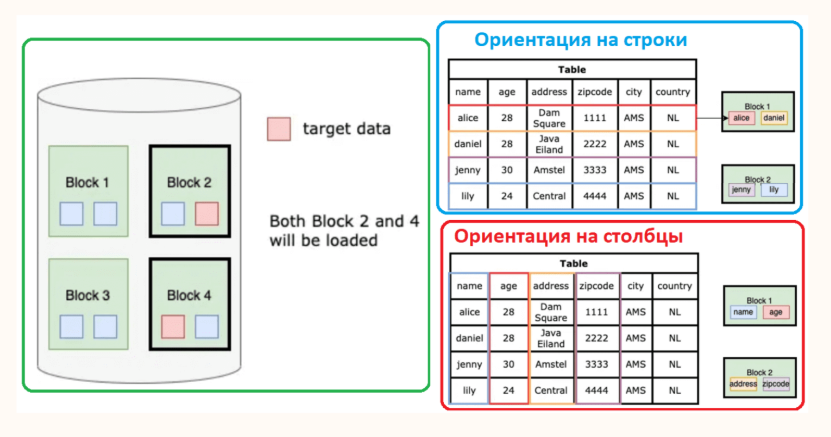 Block 1
Block 2
Block 3
Block 4
target data
Both Block 2 and 4
will be loaded
Ориентация на строки
Table
name age address zipcode city country
alice 28 Dam Square 1111 AMS NL
daniel 28 Java Eiland 2222 AMS NL
jenny 30 Amstel 3333 AMS NL
lily 24 Central 4444 AMS NL
Block 1
alice daniel
Block 2
jenny lily
Ориентация на столбцы
Table
name age address zipcode city country
alice 28 Dam Square 1111 AMS NL
daniel 28 Java Eiland 2222 AMS NL
jenny 30 Amstel 3333 AMS NL
lily 24 Central 4444 AMS NL
Block 1
name age
Block 2
address zipcode